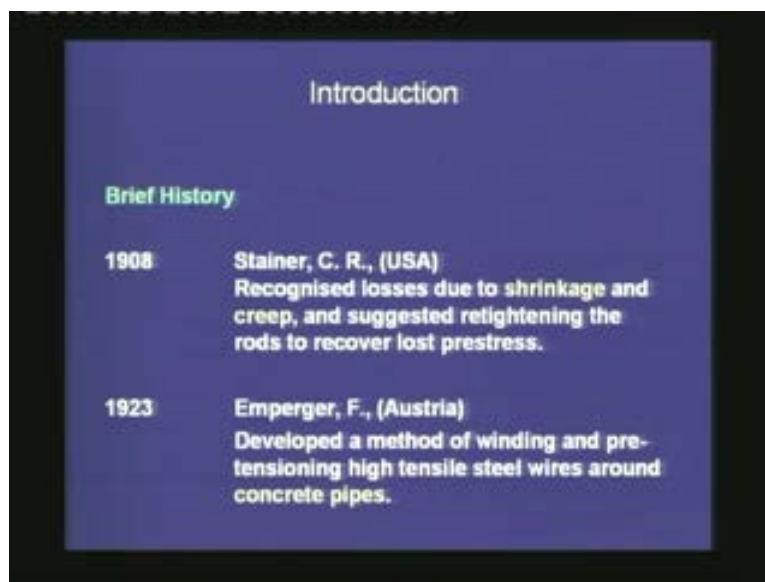 Introduction
Brief History
1908 Stainer, C. R., (USA)
Recognised losses due to shrinkage and
creep, and suggested retightening the
rods to recover lost prestress.
1923 Emperger, F., (Austria)
Developed a method of winding and pre-
tensioning high tensile steel wires around
concrete pipes.